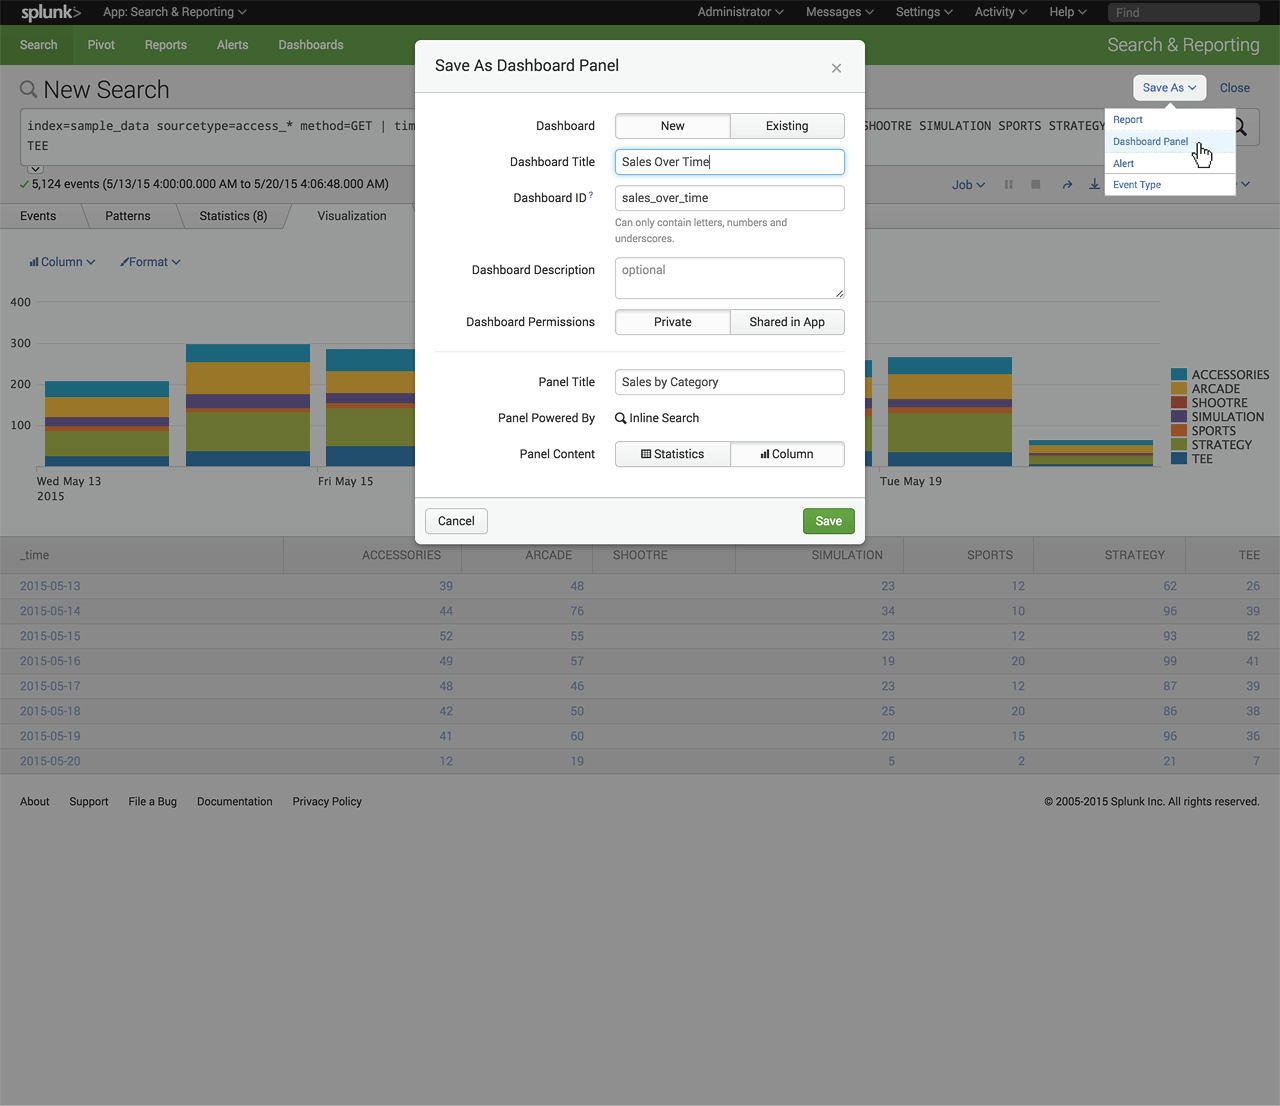 splunk> App: Search & Reporting Administrator Messages Settings Activity Help Find
Search Pivot Reports Alerts Dashboards Search & Reporting
New Search Save As Close
index=sample_data sourcetype=access_* method=GET | tim SHOOTRE SIMULATION SPORTS STRATEGY
TEE
Report
Dashboard Panel
Alert
Event Type
5,124 events (5/13/15 4:00:00.000 AM to 5/20/15 4:06:48.000 AM) Job
Events Patterns Statistics (8) Visualization
Column Format
400
300
200
100
Wed May 13 Fri May 15 Tue May 19
2015
ACCESSORIES
ARCADE
SHOOTRE
SIMULATION
SPORTS
STRATEGY
TEE
Save As Dashboard Panel ×
Dashboard New Existing
Dashboard Title Sales Over Time
Dashboard ID ? sales_over_time
Can only contain letters, numbers and
underscores.
Dashboard Description optional
Dashboard Permissions Private Shared in App
Panel Title Sales by Category
Panel Powered By Inline Search
Panel Content Statistics Column
Cancel Save
_time ACCESSORIES ARCADE SHOOTRE SIMULATION SPORTS STRATEGY TEE
2015-05-13 39 48 23 12 62 26
2015-05-14 44 76 34 10 96 39
2015-05-15 52 55 23 12 93 52
2015-05-16 49 57 19 20 99 41
2015-05-17 48 46 23 12 87 39
2015-05-18 42 50 25 20 86 38
2015-05-19 41 60 20 15 96 36
2015-05-20 12 19 5 2 21 7
About Support File a Bug Documentation Privacy Policy © 2005-2015 Splunk Inc. All rights reserved.